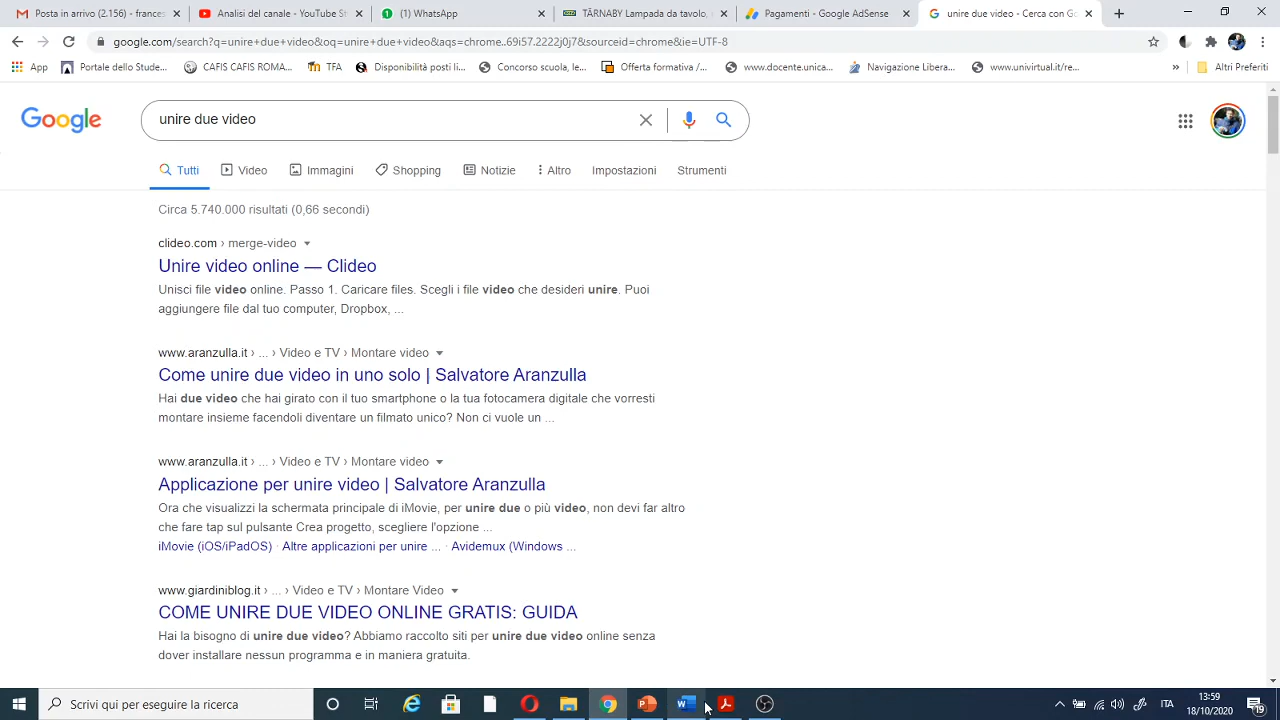 Posta in arrivo (2.156) - frances
Analisi del canale - YouTube St
(1) WhatsApp
TÄRNABY Lampada da tavolo,
Pagamenti - Google AdSense
unire due video - Cerca con Go
google.com/search?q=unire+due+video&oq=unire+due+video&aqs=chrome..69i57.2222j0j7&sourceid=chrome&ie=UTF-8
App
Portale dello Stude...
CAFIS CAFIS ROMA...
TFA
Disponibilità posti li...
Concorso scuola, le...
Offerta formativa /...
www.docente.unica...
Navigazione Libera...
www.univirtual.it/re...
»
Altri Preferiti
Google
unire due video
Tutti
Video
Immagini
Shopping
Notizie
Altro
Impostazioni
Strumenti
Circa 5.740.000 risultati (0,66 secondi)
clideo.com › merge-video
Unire video online — Clideo
Unisci file video online. Passo 1. Caricare files. Scegli i file video che desideri unire. Puoi
aggiungere file dal tuo computer, Dropbox, ...
www.aranzulla.it › ... › Video e TV › Montare video
Come unire due video in uno solo | Salvatore Aranzulla
Hai due video che hai girato con il tuo smartphone o la tua fotocamera digitale che vorresti
montare insieme facendoli diventare un filmato unico? Non ci vuole un ...
www.aranzulla.it › ... › Video e TV › Montare video
Applicazione per unire video | Salvatore Aranzulla
Ora che visualizzi la schermata principale di iMovie, per unire due o più video, non devi far altro
che fare tap sul pulsante Crea progetto, scegliere l'opzione ...
iMovie (iOS/iPadOS) · Altre applicazioni per unire ... · Avidemux (Windows ...
www.giardiniblog.it › ... › Video e TV › Montare Video
COME UNIRE DUE VIDEO ONLINE GRATIS: GUIDA
Hai la bisogno di unire due video? Abbiamo raccolto siti per unire due video online senza
dover installare nessun programma e in maniera gratuita.
Scrivi qui per eseguire la ricerca
ITA
13:59
18/10/2020